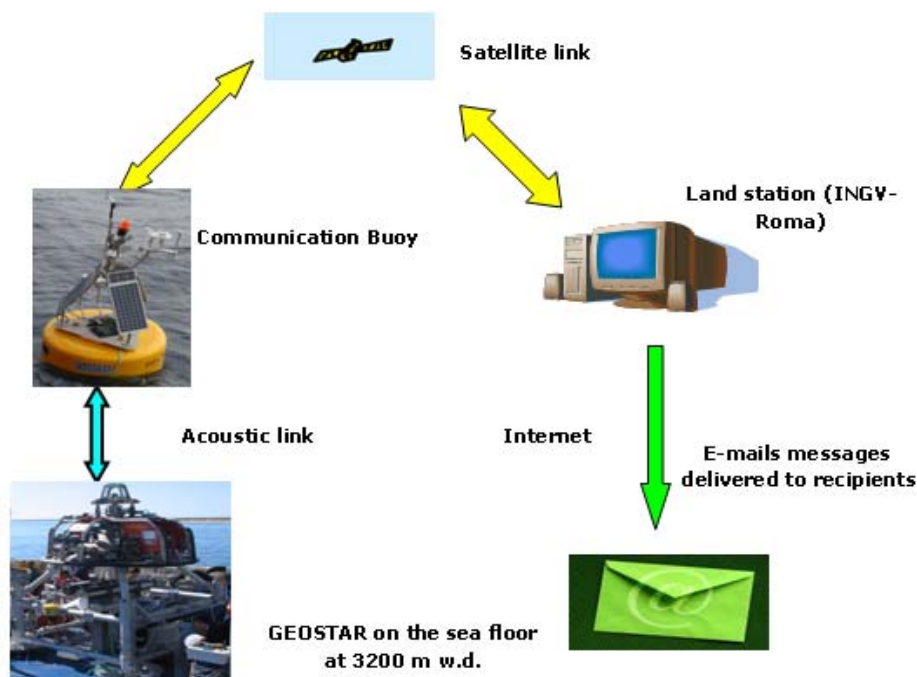 Satellite link
Land station (INGV-
Roma)
Communication Buoy
Acoustic link
Internet
E-mails messages
delivered to recipients
GEOSTAR on the sea floor
at 3200 m w.d.